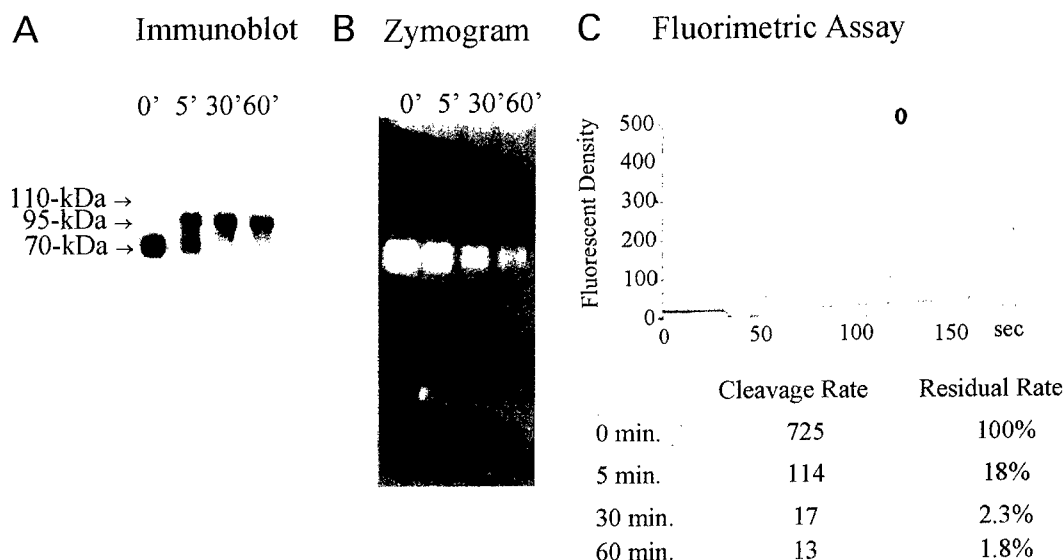 A Immunoblot
0' 5' 30' 60'
110-kDa →
95-kDa →
70-kDa →
B Zymogram
0' 5' 30' 60'
C Fluorimetric Assay
0
Fluorescent Density
500
400
300
200
100
0
0 50 100 150 sec
Cleavage Rate Residual Rate
0 min. 725 100%
5 min. 114 18%
30 min. 17 2.3%
60 min. 13 1.8%